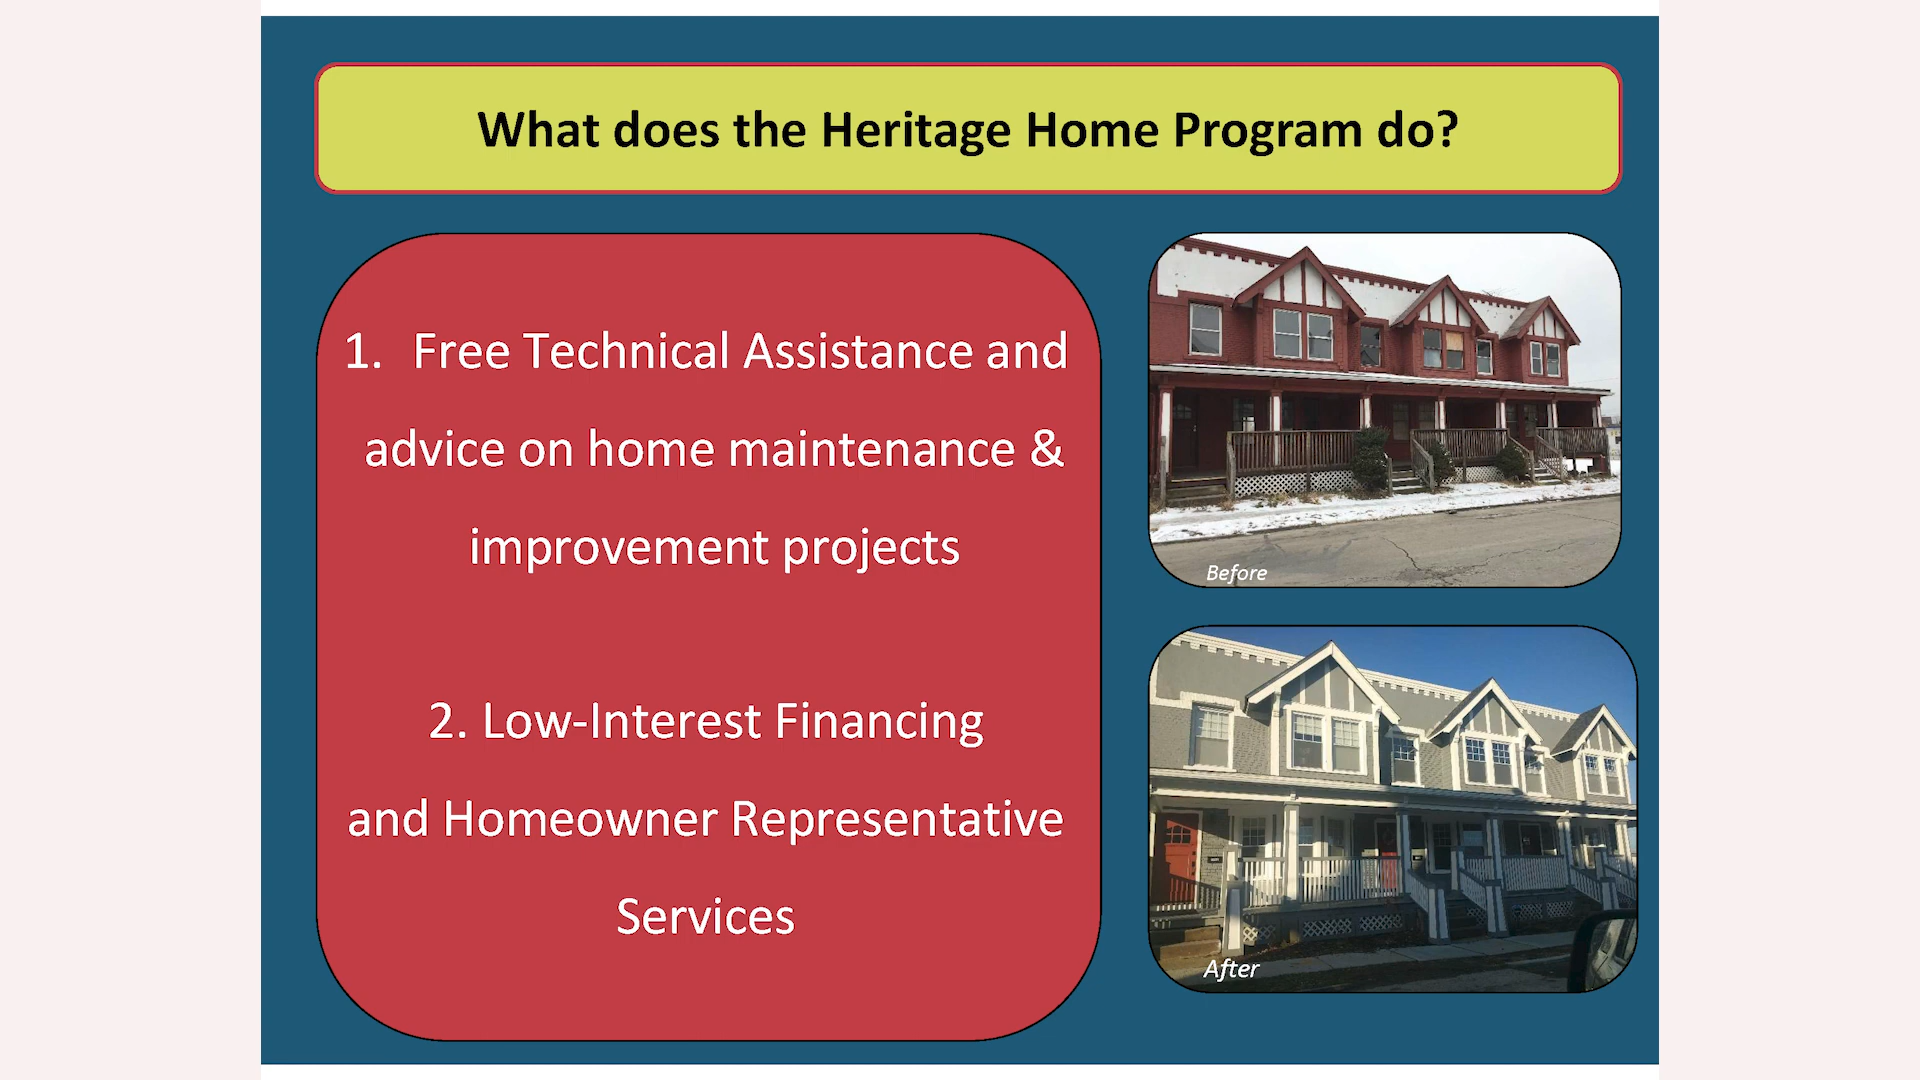 What does the Heritage Home Program do?
1. Free Technical Assistance and
advice on home maintenance &
improvement projects
2. Low-Interest Financing
and Homeowner Representative
Services
Before
After